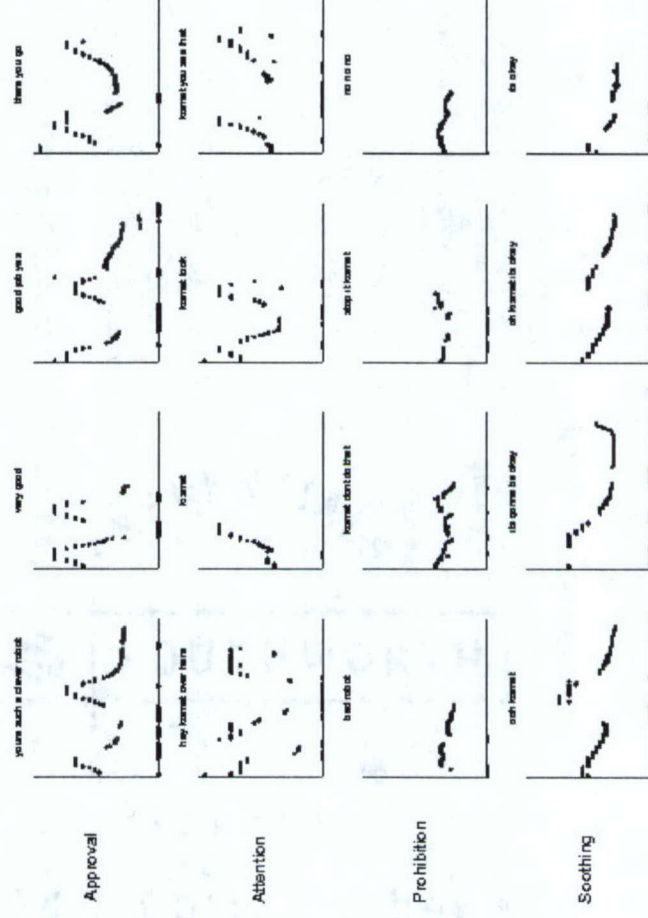 youre such a clever robot
very good
good job yes
there you go
Approval
hey kismet over here
kismet
kismet look
kismet you see that
Attention
bad robot
kismet dont do that
stop it kismet
no no no
Prohibition
ooh kismet
its gonna be okay
oh kismet its okay
its okay
Soothing